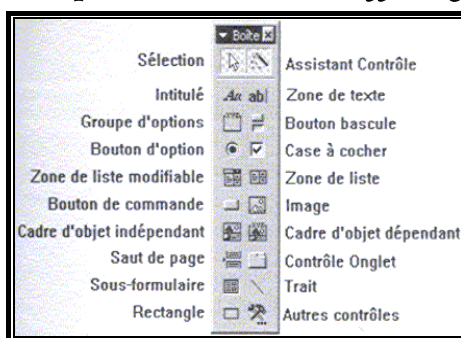 Boîte
Sélection Assistant Contrôle
Intitulé Aa ab| Zone de texte
Groupe d'options Bouton bascule
Bouton d'option Case à cocher
Zone de liste modifiable Zone de liste
Bouton de commande Image
Cadre d'objet indépendant Cadre d'objet dépendant
Saut de page Contrôle Onglet
Sous-formulaire Trait
Rectangle Autres contrôles